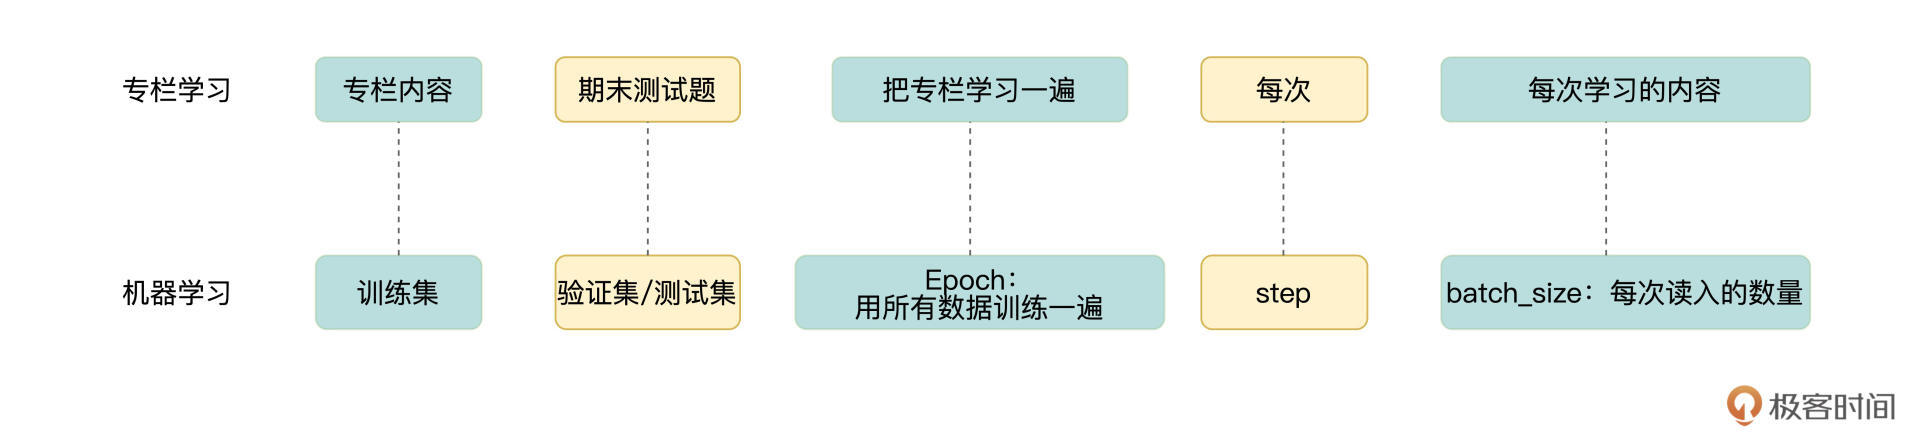 专栏学习
专栏内容
期末测试题
把专栏学习一遍
每次
每次学习的内容
机器学习
训练集
验证集/测试集
Epoch：
用所有数据训练一遍
step
batch_size：每次读入的数量
极客时间